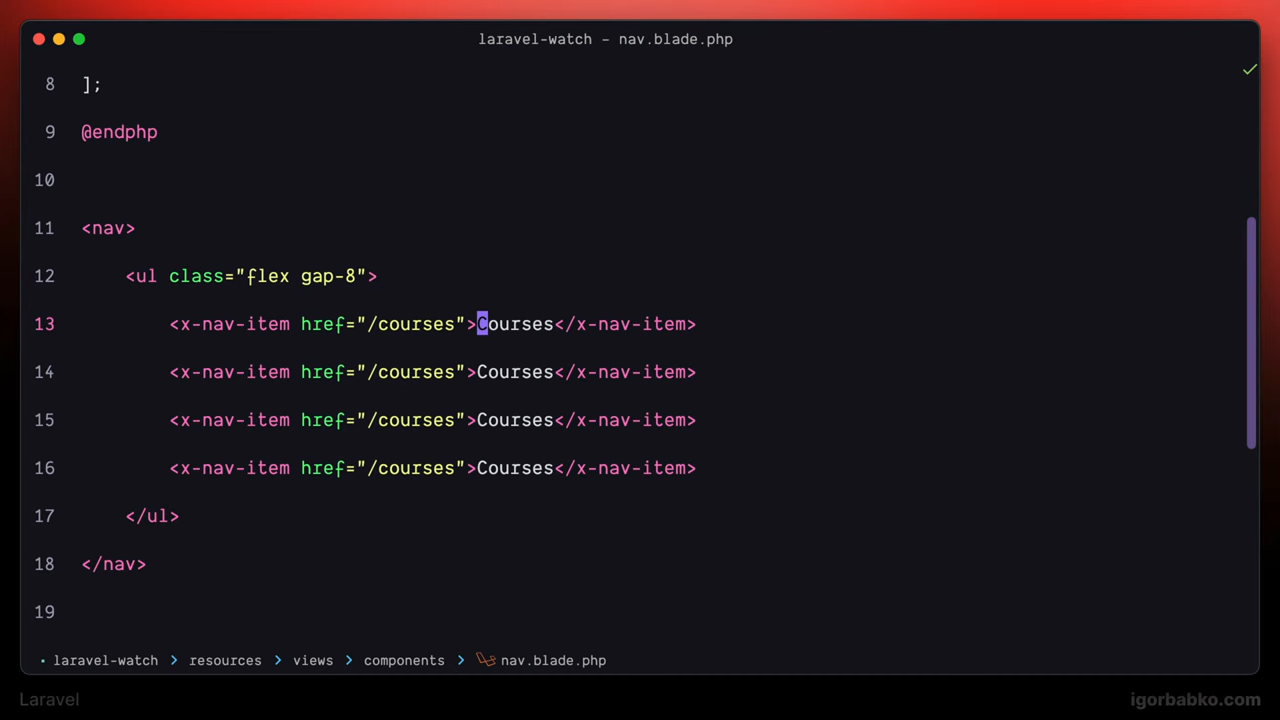 laravel-watch – nav.blade.php
8 ];
9 @endphp
10
11 <nav>
12     <ul class="flex gap-8">
13         <x-nav-item href="/courses">Courses</x-nav-item>
14         <x-nav-item href="/courses">Courses</x-nav-item>
15         <x-nav-item href="/courses">Courses</x-nav-item>
16         <x-nav-item href="/courses">Courses</x-nav-item>
17     </ul>
18 </nav>
19
laravel-watch > resources > views > components > nav.blade.php
Laravel
igorbabko.com